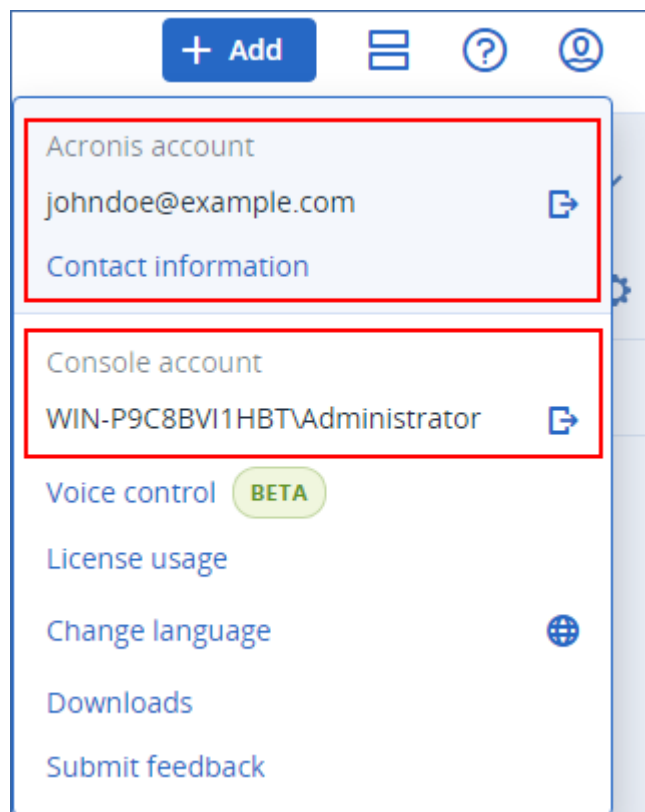 + Add
Acronis account
johndoe@example.com
Contact information
Console account
WIN-P9C8BVI1HBT\Administrator
Voice control BETA
License usage
Change language
Downloads
Submit feedback